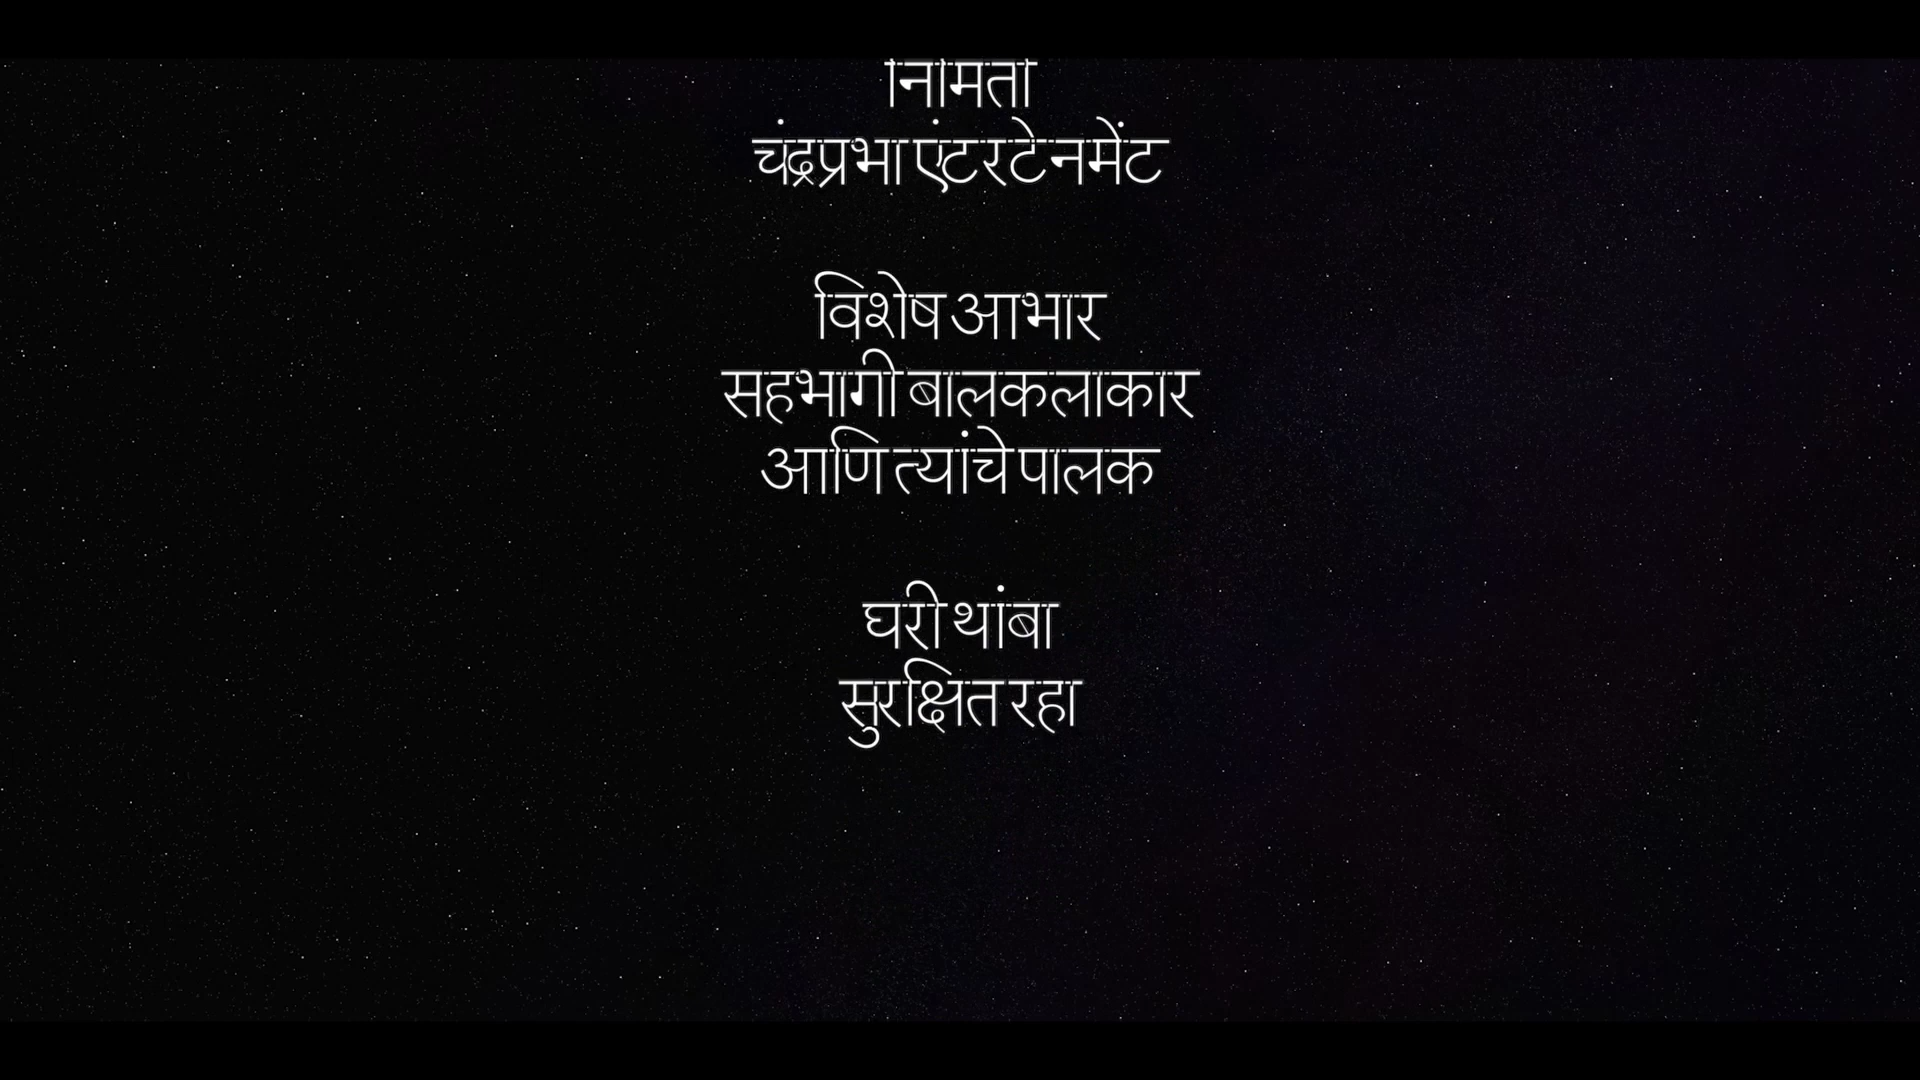 निर्मिती
चंद्रप्रभा एंटरटेनमेंट
विशेष आभार
सहभागी बालकलाकार
आणि त्यांचे पालक
घरी थांबा
सुरक्षित रहा